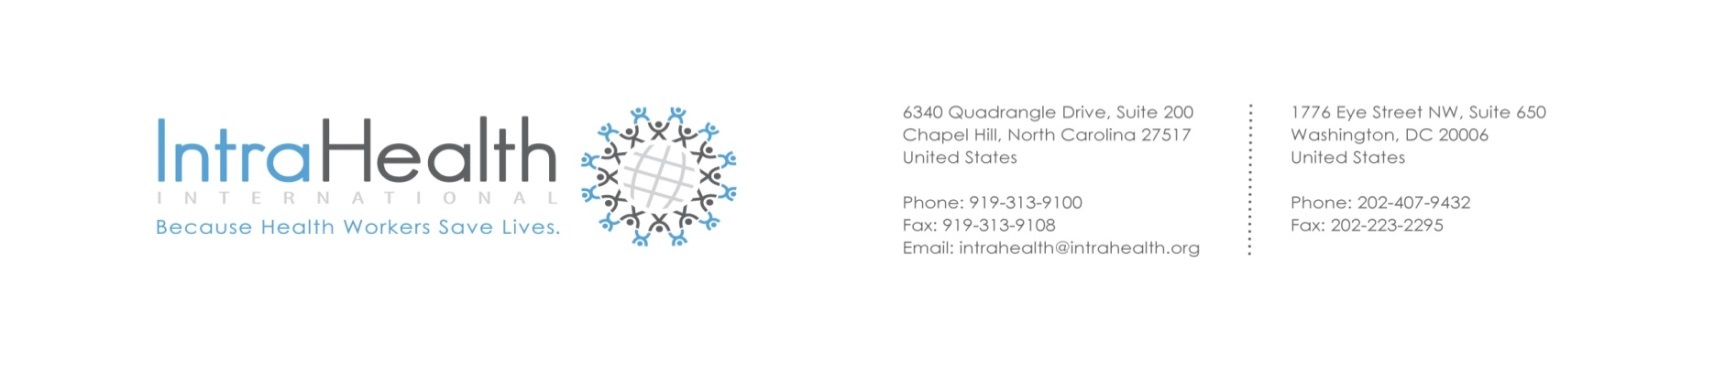 IntraHealth
INTERNATIONAL
Because Health Workers Save Lives.
6340 Quadrangle Drive, Suite 200
Chapel Hill, North Carolina 27517
United States
Phone: 919-313-9100
Fax: 919-313-9108
Email: intrahealth@intrahealth.org
1776 Eye Street NW, Suite 650
Washington, DC 20006
United States
Phone: 202-407-9432
Fax: 202-223-2295